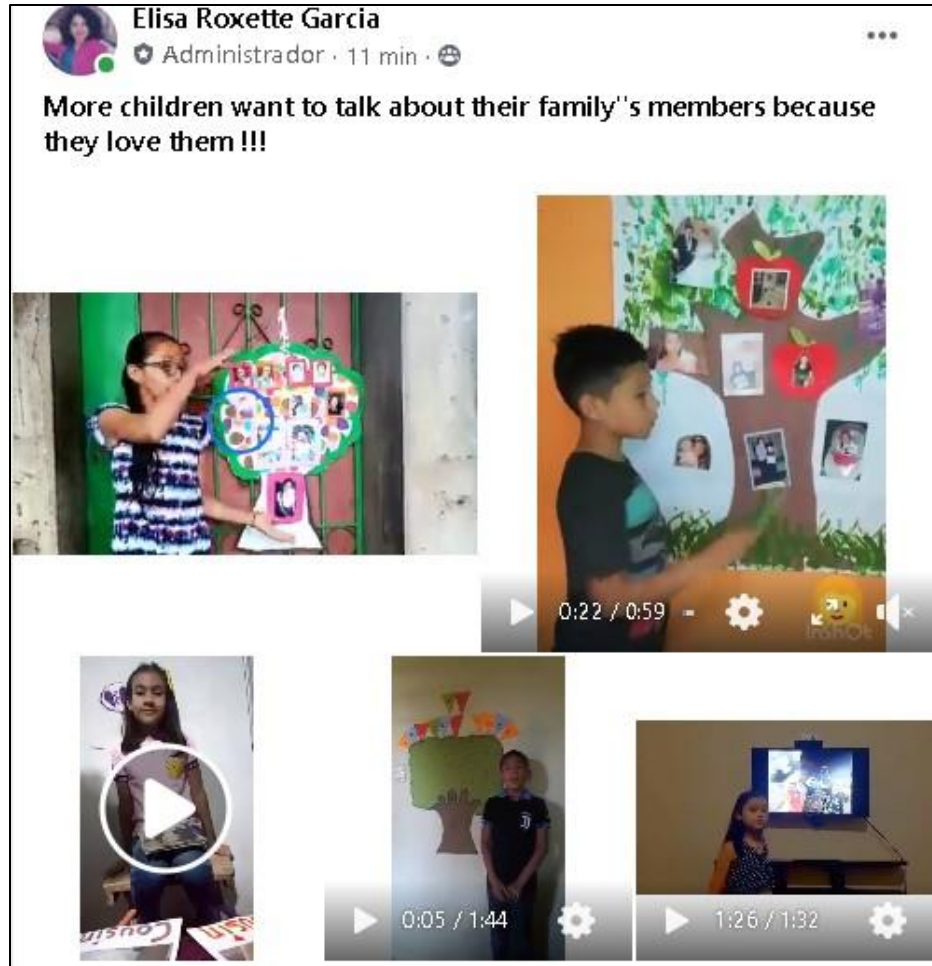 Elisa Roxette Garcia
Administrador · 11 min ·
More children want to talk about their family''s members because
they love them !!!
0:22 / 0:59
InShOt
Cousin
0:05 / 1:44
1:26 / 1:32